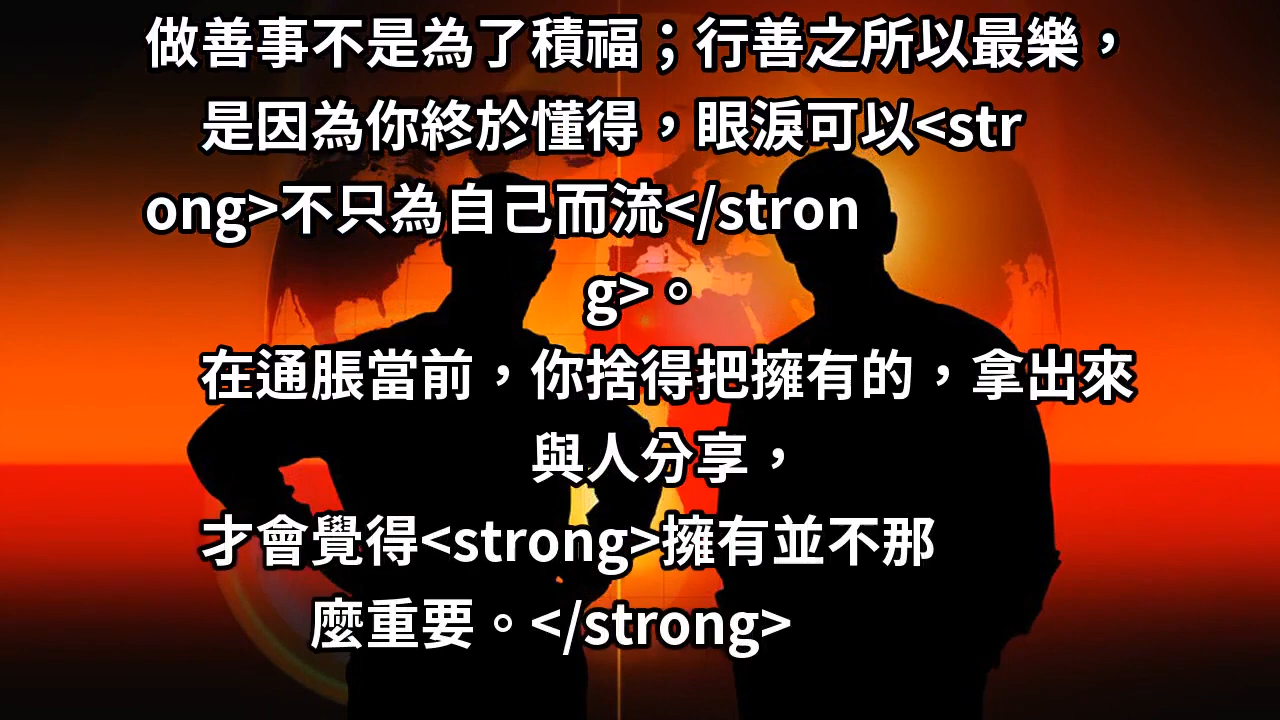 做善事不是為了積福；行善之所以最樂，
是因為你終於懂得，眼淚可以<str
ong>不只為自己而流</stron
g>。
在通脹當前，你捨得把擁有的，拿出來
與人分享，
才會覺得<strong>擁有並不那
麼重要。</strong>